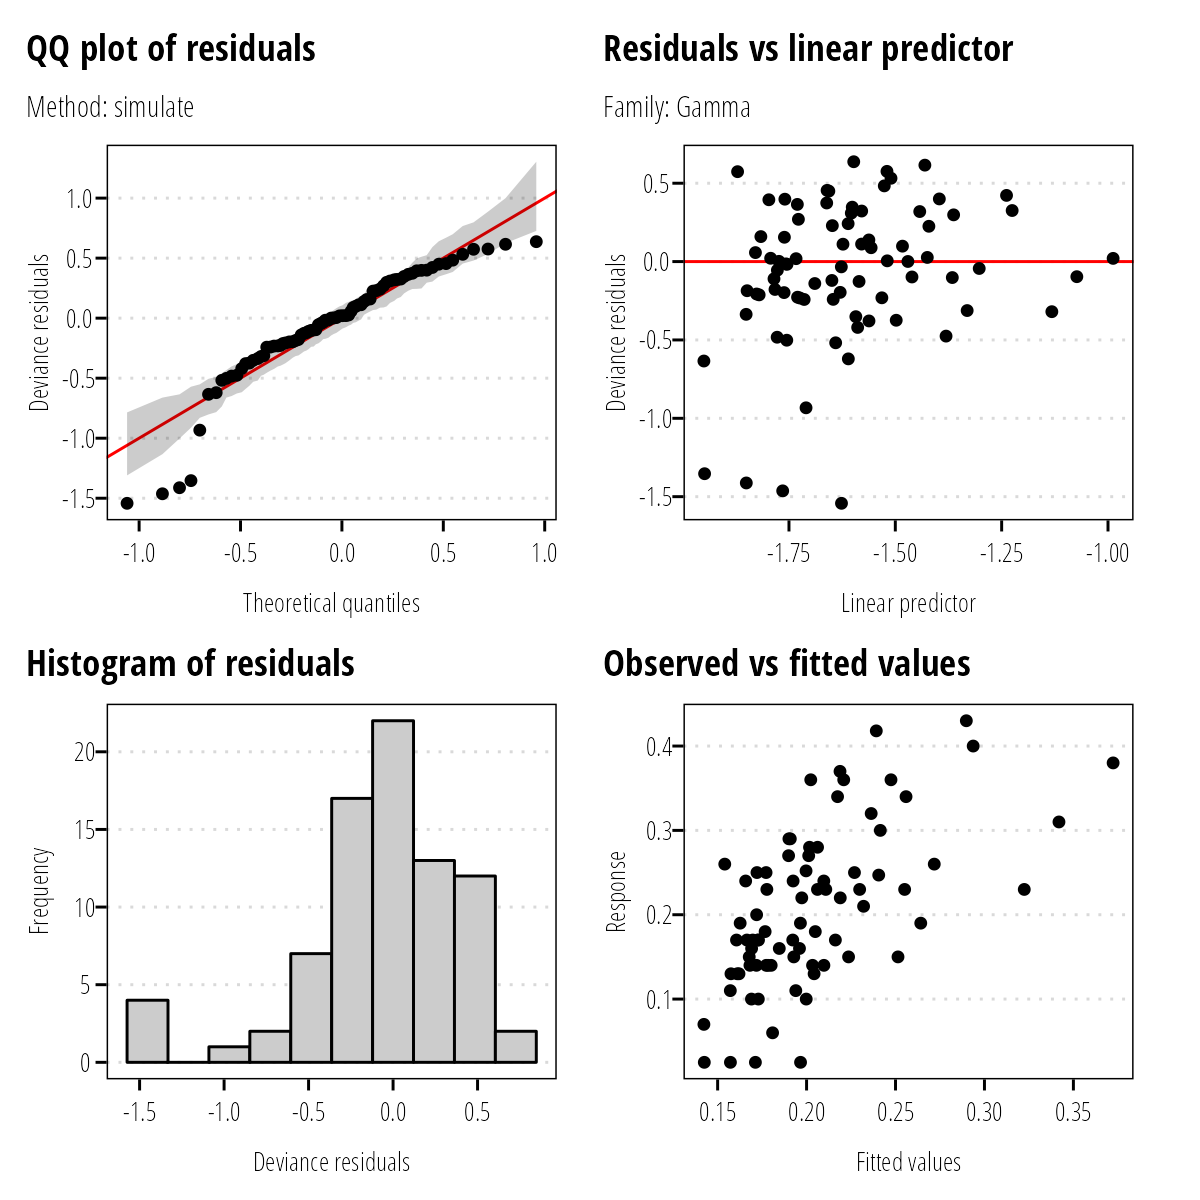 QQ plot of residuals
Method: simulate
Deviance residuals
1.0
0.5
0.0
-0.5
-1.0
-1.5
-1.0
-0.5
0.0
0.5
1.0
Theoretical quantiles
Residuals vs linear predictor
Family: Gamma
Deviance residuals
0.5
0.0
-0.5
-1.0
-1.5
-1.75
-1.50
-1.25
-1.00
Linear predictor
Histogram of residuals
Frequency
20
15
10
5
0
-1.5
-1.0
-0.5
0.0
0.5
Deviance residuals
Observed vs fitted values
Response
0.4
0.3
0.2
0.1
0.15
0.20
0.25
0.30
0.35
Fitted values